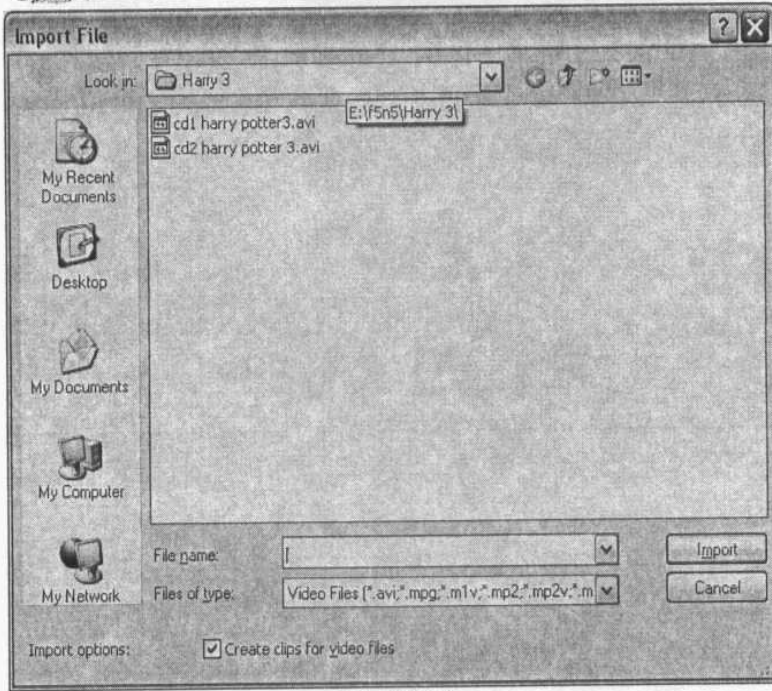 Import File
Look in: Harry 3
E:\f5n5\Harry 3\
cd1 harry potter3.avi
cd2 harry potter 3.avi
My Recent
Documents
Desktop
My Documents
My Computer
My Network
File name:
Import
Files of type: Video Files (*.avi;*.mpg;*.m1v;*.mp2;*.mp2v;*.m
Cancel
Import options: Create clips for video files